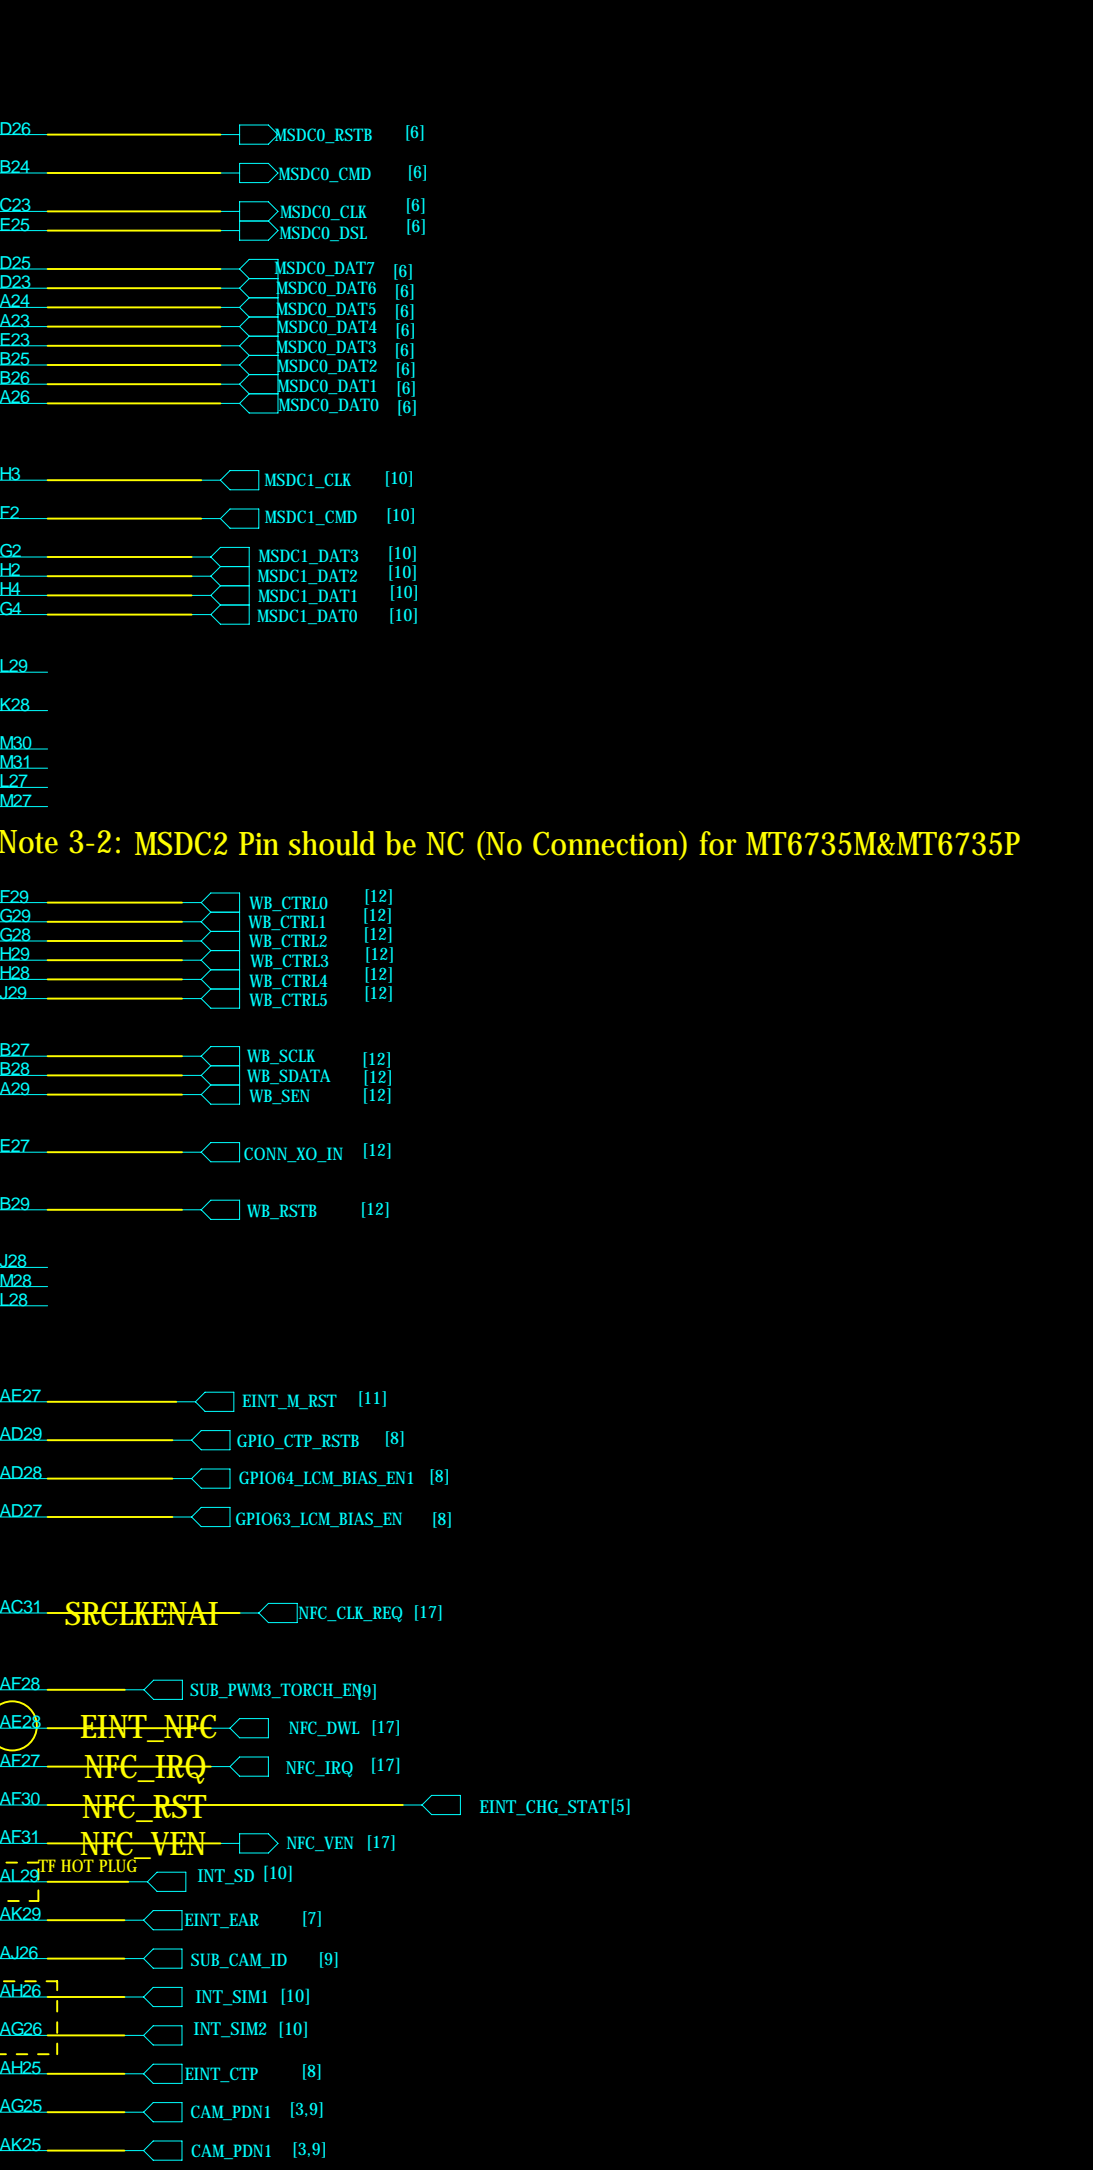 D26 MSDC0_RSTB [6]
B24 MSDC0_CMD [6]
C23 MSDC0_CLK [6]
E25 MSDC0_DSL [6]
D25 MSDC0_DAT7 [6]
D23 MSDC0_DAT6 [6]
A24 MSDC0_DAT5 [6]
A23 MSDC0_DAT4 [6]
E23 MSDC0_DAT3 [6]
B25 MSDC0_DAT2 [6]
B26 MSDC0_DAT1 [6]
A26 MSDC0_DAT0 [6]
H3 MSDC1_CLK [10]
F2 MSDC1_CMD [10]
G2 MSDC1_DAT3 [10]
H2 MSDC1_DAT2 [10]
H4 MSDC1_DAT1 [10]
G4 MSDC1_DAT0 [10]
L29
K28
M30
M31
L27
M27
Note 3-2: MSDC2 Pin should be NC (No Connection) for MT6735M&MT6735P
F29 WB_CTRL0 [12]
G29 WB_CTRL1 [12]
G28 WB_CTRL2 [12]
H29 WB_CTRL3 [12]
H28 WB_CTRL4 [12]
J29 WB_CTRL5 [12]
B27 WB_SCLK [12]
B28 WB_SDATA [12]
A29 WB_SEN [12]
E27 CONN_XO_IN [12]
B29 WB_RSTB [12]
J28
M28
L28
AE27 EINT_M_RST [11]
AD29 GPIO_CTP_RSTB [8]
AD28 GPIO64_LCM_BIAS_EN1 [8]
AD27 GPIO63_LCM_BIAS_EN [8]
AC31 SRCLKENAI NFC_CLK_REQ [17]
AF28 SUB_PWM3_TORCH_EN[9]
AE28 EINT_NFC NFC_DWL [17]
AF27 NFC_IRQ NFC_IRQ [17]
AF30 NFC_RST EINT_CHG_STAT[5]
AF31 NFC_VEN NFC_VEN [17]
TF HOT PLUG
AL29 INT_SD [10]
AK29 EINT_EAR [7]
AJ26 SUB_CAM_ID [9]
AH26 INT_SIM1 [10]
AG26 INT_SIM2 [10]
AH25 EINT_CTP [8]
AG25 CAM_PDN1 [3,9]
AK25 CAM_PDN1 [3,9]